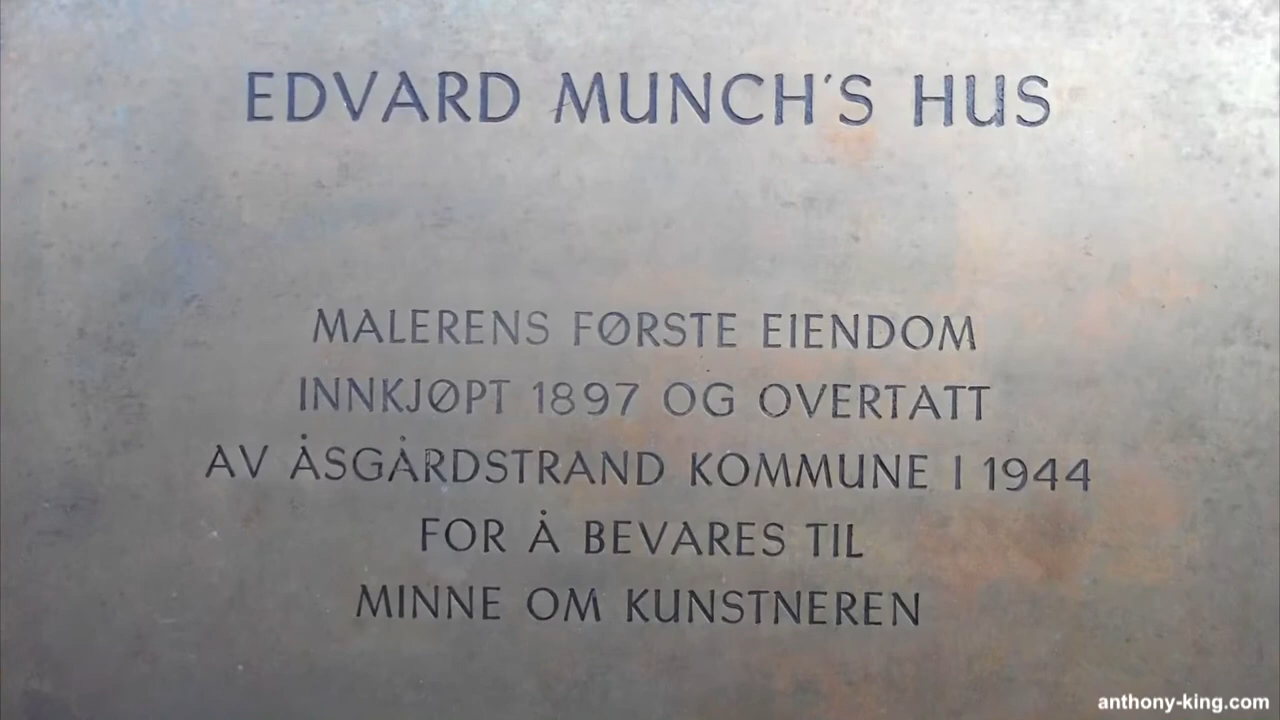 EDVARD MUNCH'S HUS
MALERENS FØRSTE EIENDOM
INNKJØPT 1897 OG OVERTATT
AV ÅSGÅRDSTRAND KOMMUNE I 1944
FOR Å BEVARES TIL
MINNE OM KUNSTNEREN
anthony-king.com